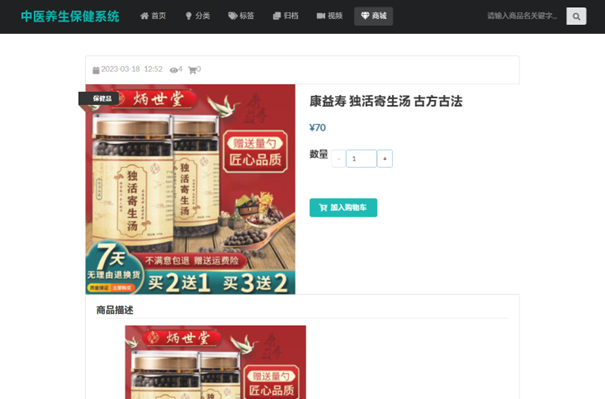 中医养生保健系统 首页 分类 标签 归档 视频 商城 请输入商品名关键字...
2023-03-18 12:52 4 0
保健品
炳世堂
赠送量勺
匠心品质
独活寄生汤
7天
无理由退换货
不满意包退 赠送运费险
买2送1 买3送2
康益寿 独活寄生汤 古方古法
¥70
数量 - 1 +
加入购物车
商品描述
炳世堂
赠送量勺
匠心品质